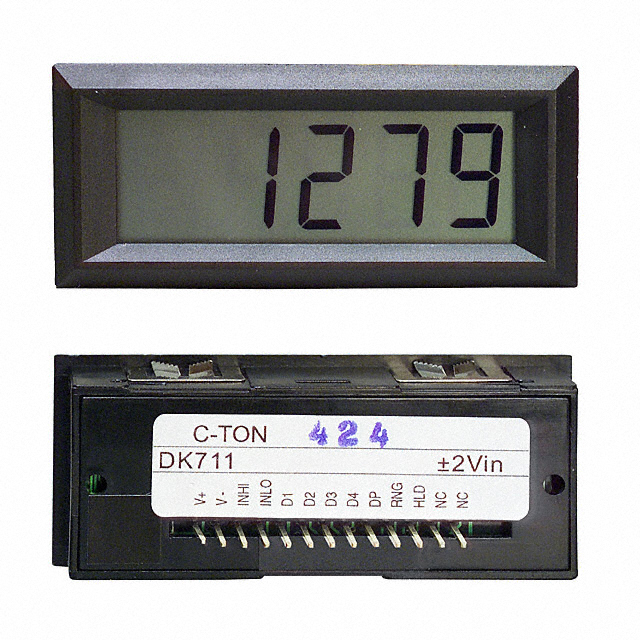 1279
C-TON 424
DK711 ±2Vin
V+ V- INHI INLO D1 D2 D3 D4 DP RNG HLD NC NC